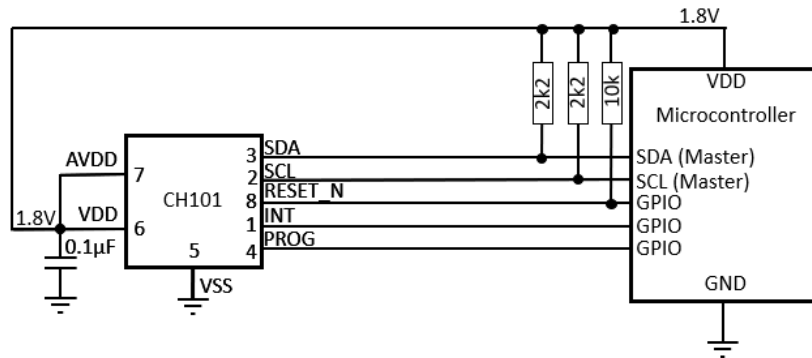 1.8V
2k2 2k2 10k
VDD
Microcontroller
AVDD 7 CH101 3 SDA SDA (Master)
2 SCL SCL (Master)
8 RESET_N GPIO
1.8V VDD 6 1 INT GPIO
0.1µF 5 4 PROG GPIO
VSS
GND